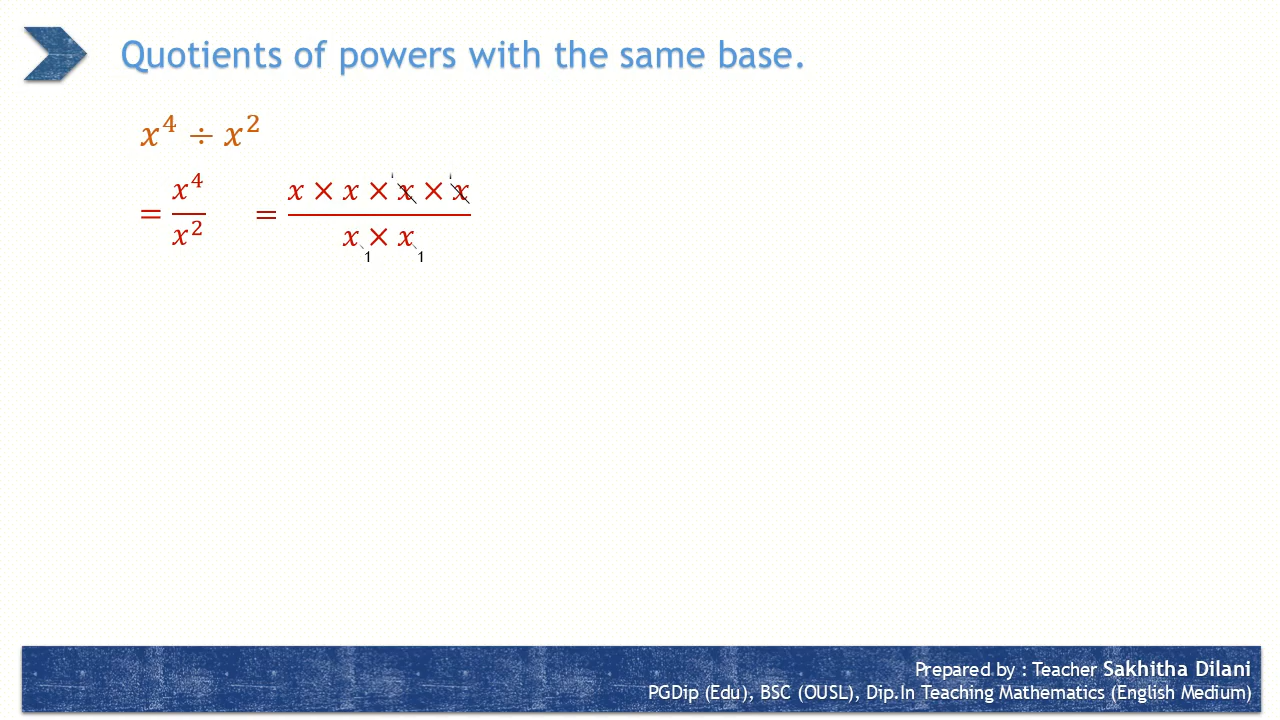 Quotients of powers with the same base.
x⁴ ÷ x²
= x⁴/x² = (x × x × x × x)/(x × x)
1 1
Prepared by : Teacher Sakhitha Dilani
PGDip (Edu), BSC (OUSL), Dip.In Teaching Mathematics (English Medium)